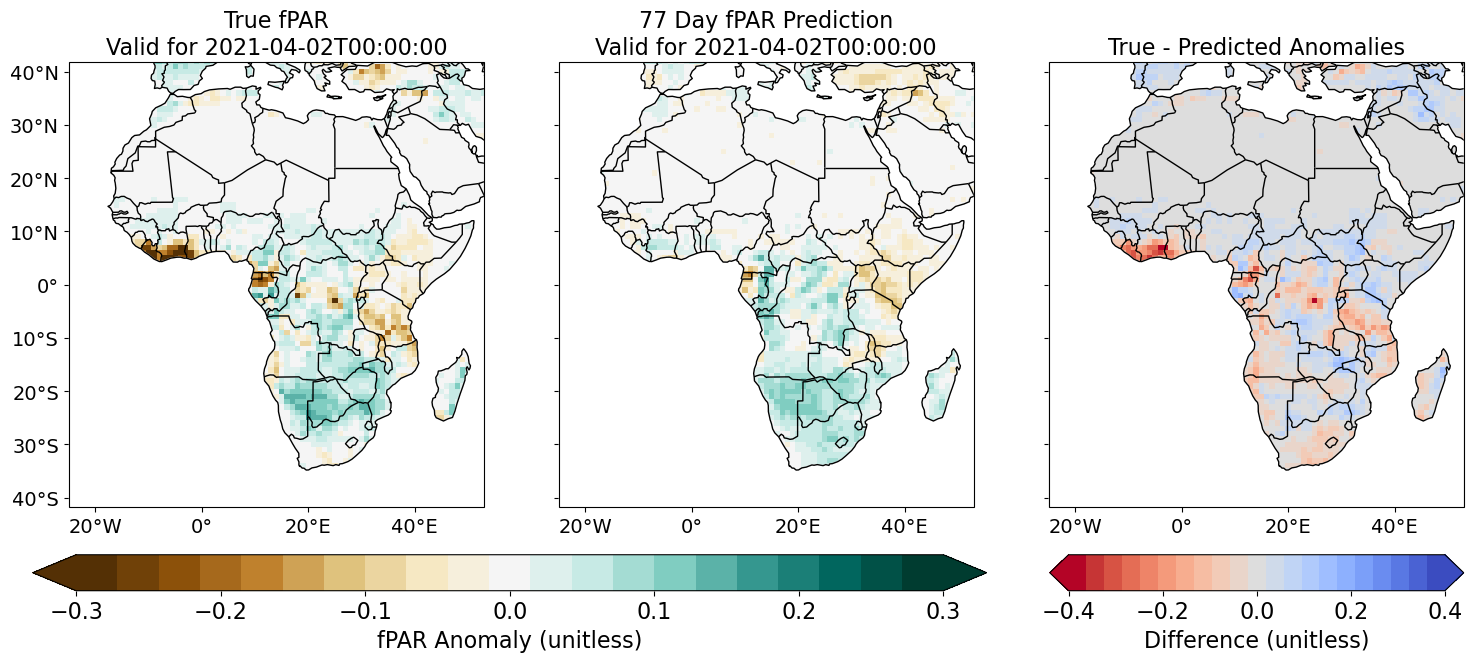 True fPAR
Valid for 2021-04-02T00:00:00
77 Day fPAR Prediction
Valid for 2021-04-02T00:00:00
True - Predicted Anomalies
40°N
30°N
20°N
10°N
0°
10°S
20°S
30°S
40°S
20°W 0° 20°E 40°E
20°W 0° 20°E 40°E
20°W 0° 20°E 40°E
−0.3 −0.2 −0.1 0.0 0.1 0.2 0.3
fPAR Anomaly (unitless)
−0.4 −0.2 0.0 0.2 0.4
Difference (unitless)